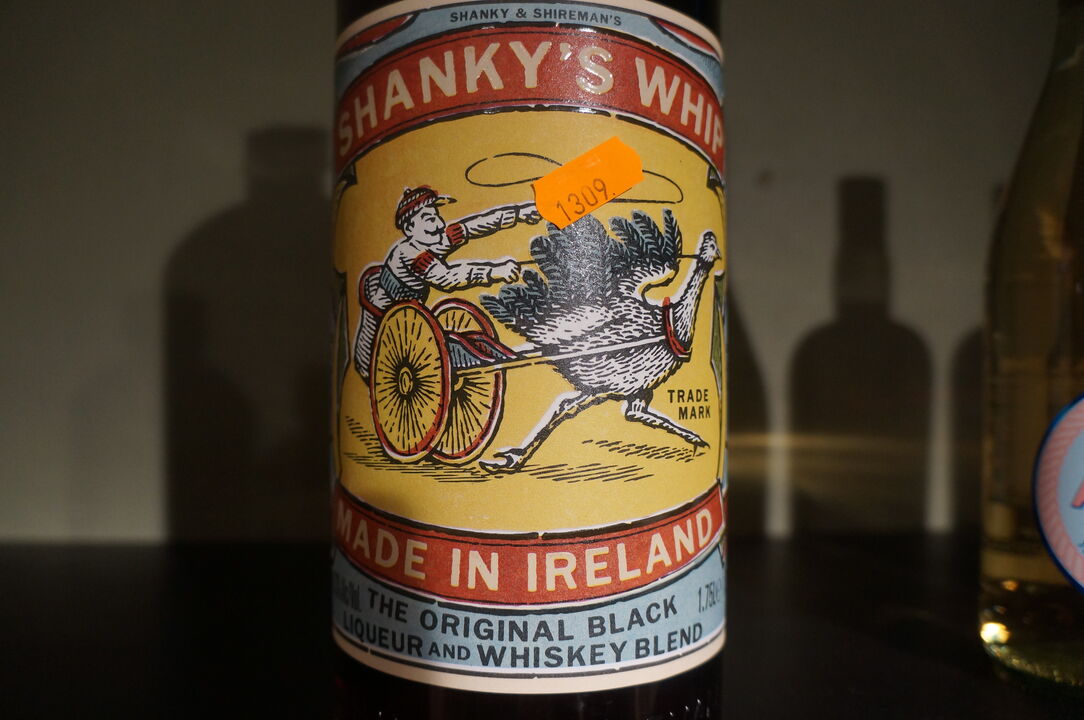 SHANKY & SHIREMAN'S
SHANKY'S WHIP
1309.
TRADE
MARK
MADE IN IRELAND
THE ORIGINAL BLACK
LIQUEUR AND WHISKEY BLEND